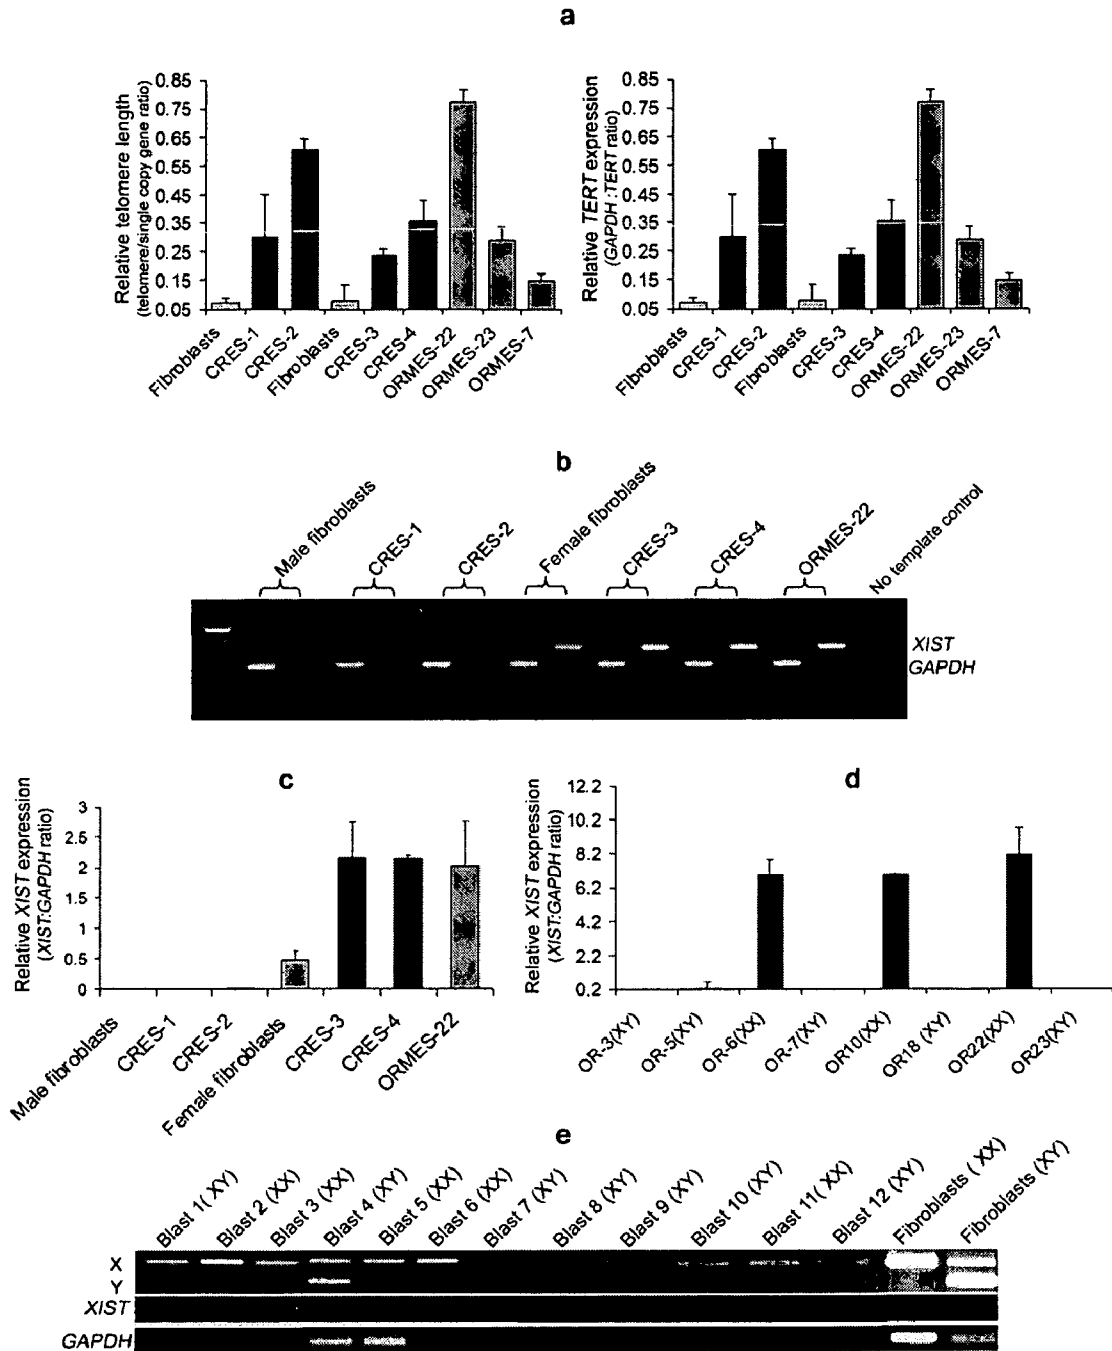 a
Relative telomere length
(telomere/single copy gene ratio)
0.85
0.75
0.65
0.55
0.45
0.35
0.25
0.15
0.05
Fibroblasts
CRES-1
CRES-2
Fibroblasts
CRES-3
CRES-4
ORMES-22
ORMES-23
ORMES-7
Relative TERT expression
(GAPDH :TERT ratio)
0.85
0.75
0.65
0.55
0.45
0.35
0.25
0.15
0.05
Fibroblasts
CRES-1
CRES-2
Fibroblasts
CRES-3
CRES-4
ORMES-22
ORMES-23
ORMES-7
b
Male fibroblasts
CRES-1
CRES-2
Female fibroblasts
CRES-3
CRES-4
ORMES-22
No template control
XIST
GAPDH
c
Relative XIST expression
(XIST:GAPDH ratio)
3
2.5
2
1.5
1
0.5
0
Male fibroblasts
CRES-1
CRES-2
Female fibroblasts
CRES-3
CRES-4
ORMES-22
d
Relative XIST expression
(XIST:GAPDH ratio)
12.2
10.2
8.2
6.2
4.2
2.2
0.2
OR-3(XY)
OR-5(XY)
OR-6(XX)
OR-7(XY)
OR10(XX)
OR18 (XY)
OR22(XX)
OR23(XY)
e
Blast 1( XY)
Blast 2 (XX)
Blast 3 (XX)
Blast 4 (XY)
Blast 5 (XX)
Blast 6 (XX)
Blast 7 (XY)
Blast 8 (XY)
Blast 9 (XY)
Blast 10 (XY)
Blast 11( XX)
Blast 12 (XY)
Fibroblasts ( XX)
Fibroblasts (XY)
X
Y
XIST
GAPDH